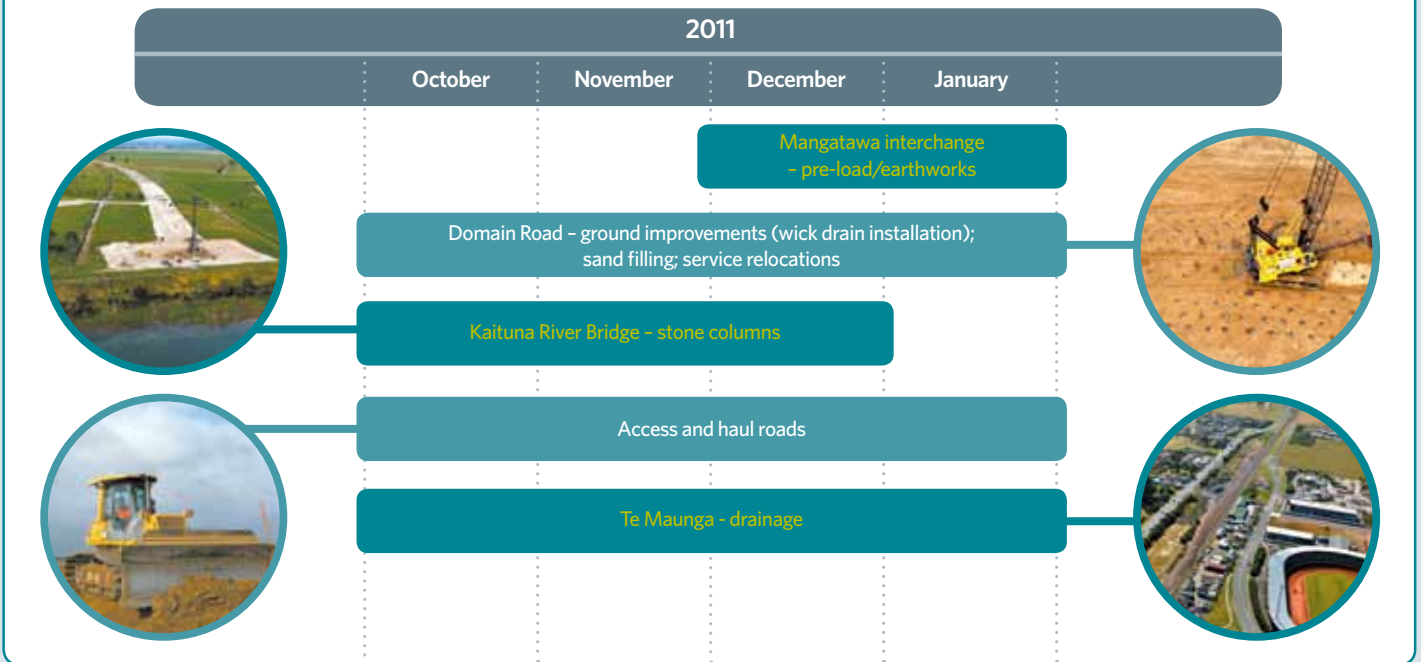 2011
October November December January
Mangatawa interchange
– pre-load/earthworks
Domain Road – ground improvements (wick drain installation);
sand filling; service relocations
Kaituna River Bridge – stone columns
Access and haul roads
Te Maunga - drainage